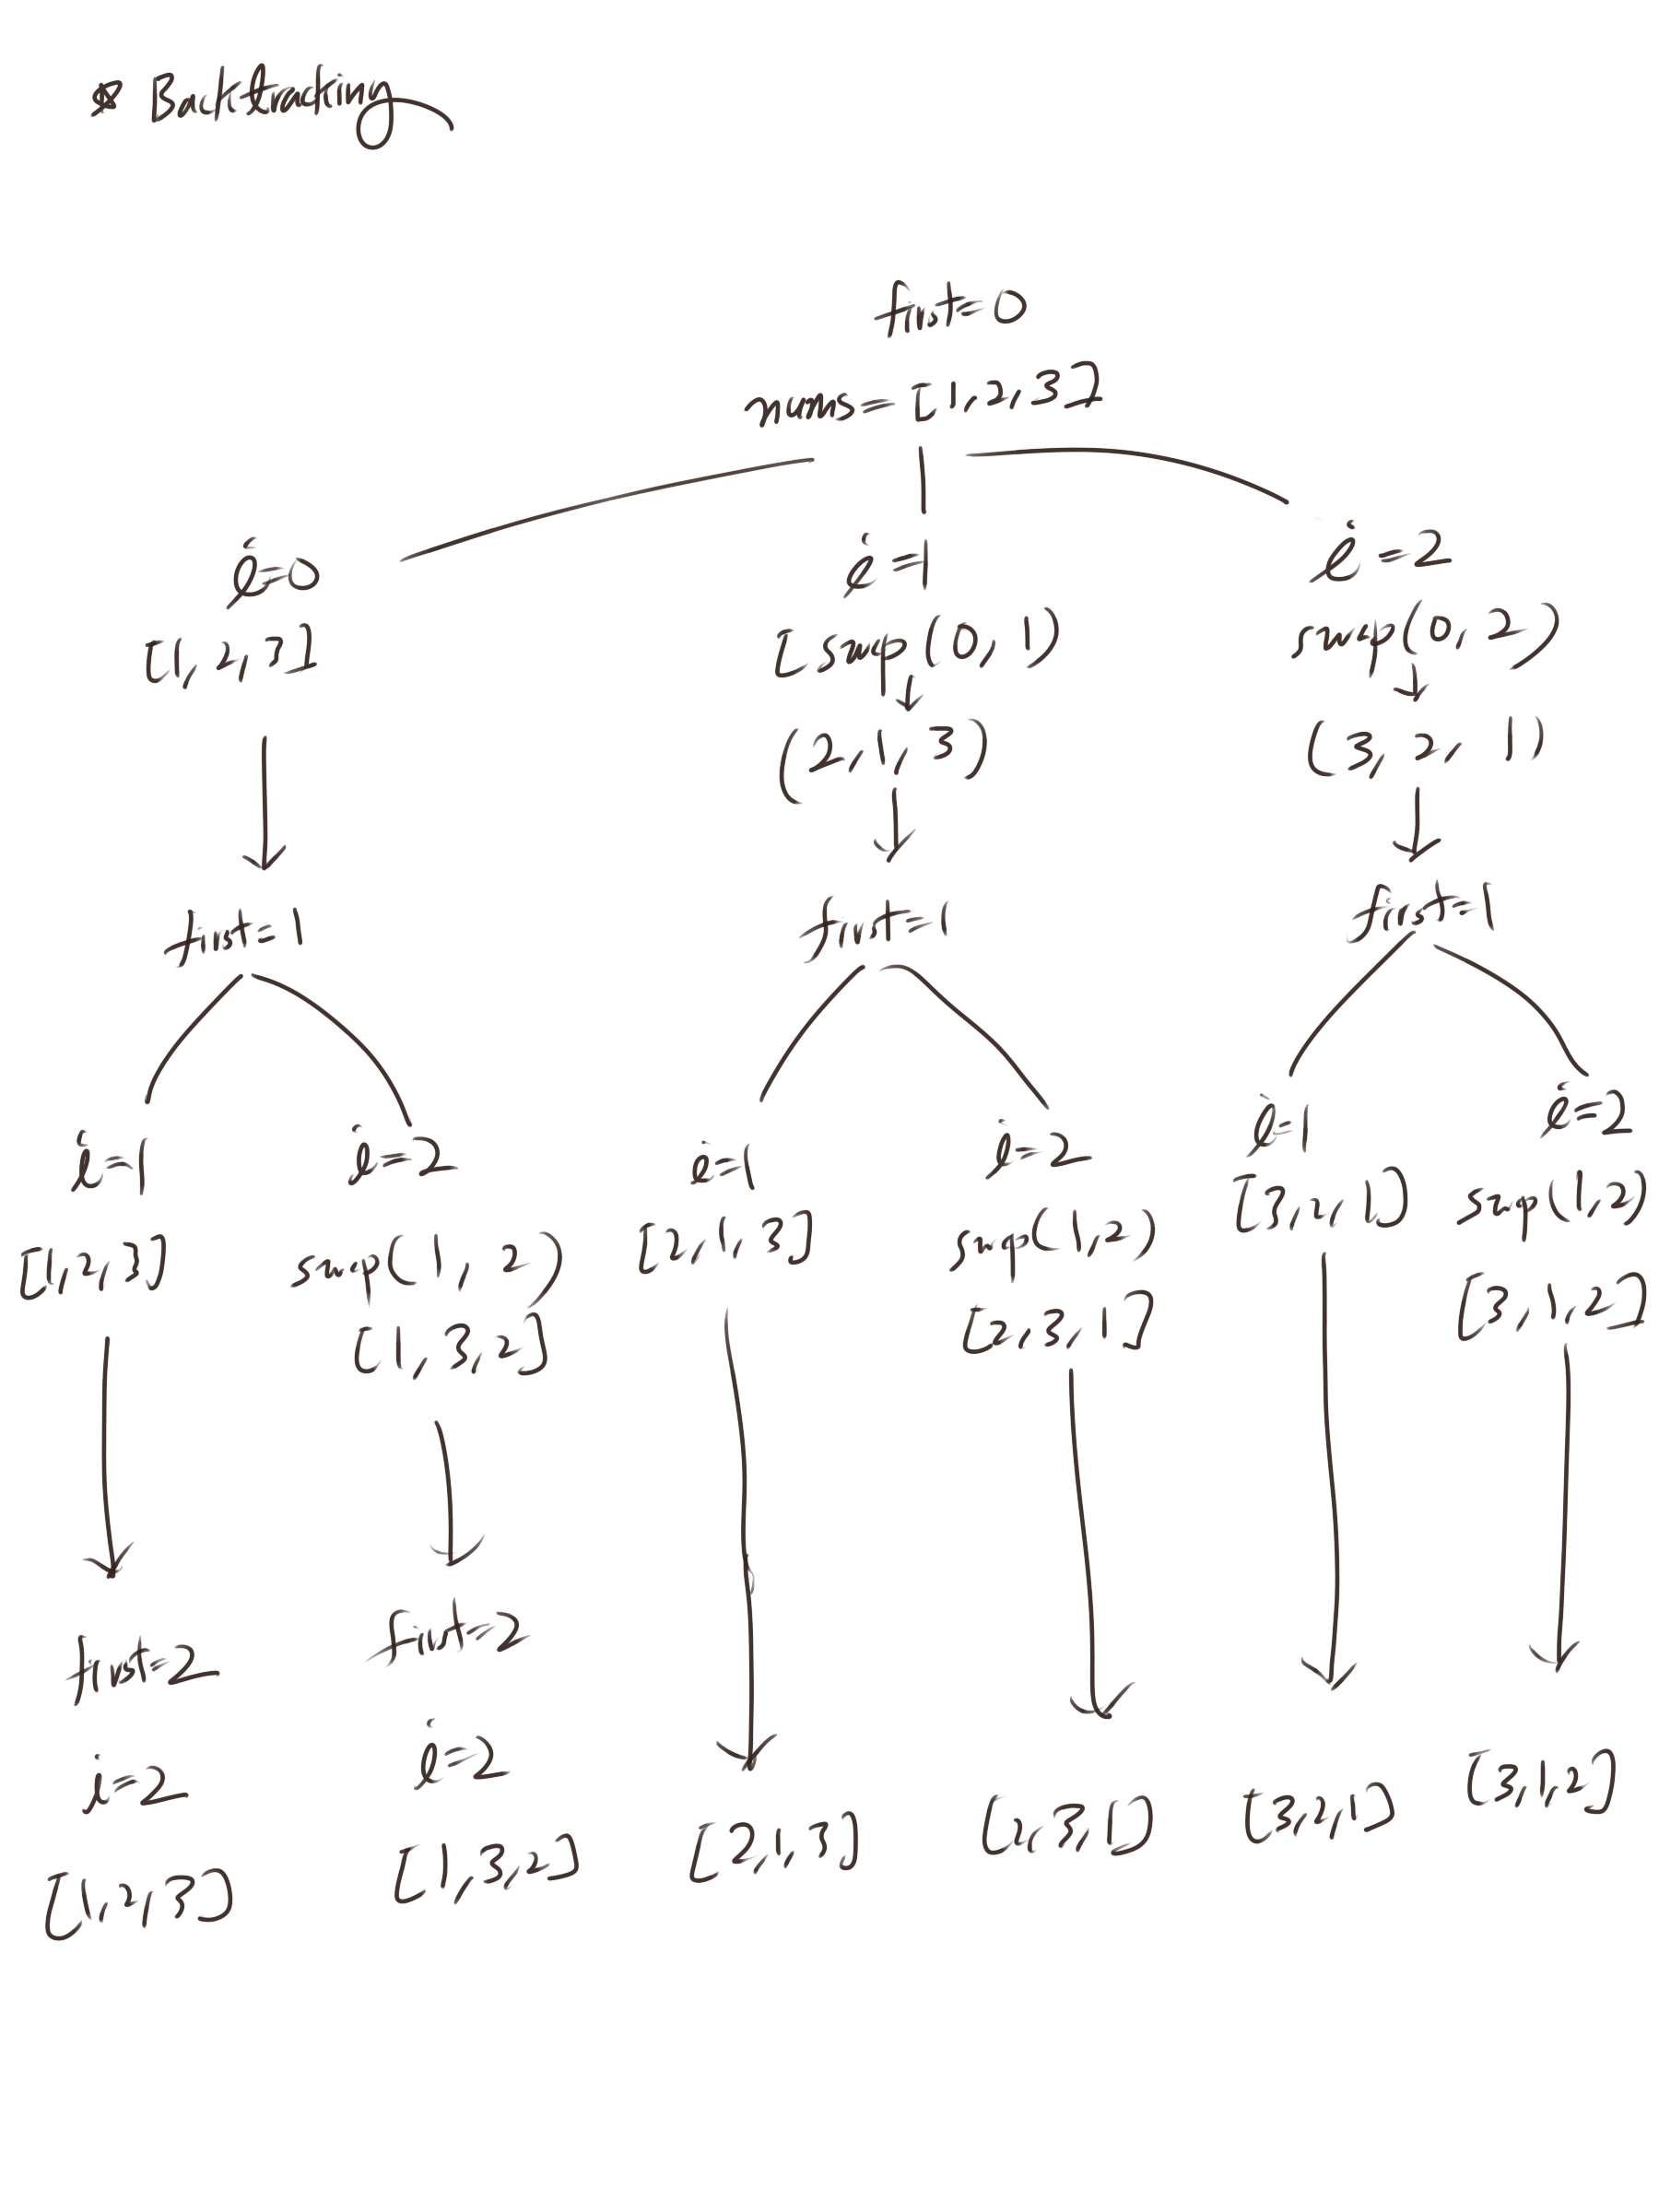 * Backtracking
first=0
nums=[1,2,3]
i=0
[1,2,3]
i=1
[swap(0,1)
(2,1,3)
i=2
swap(0,2)
(3,2,1)
first=1
i=1
[1,2,3]
first=2
i=2
[1,2,3]
i=2
swap(1,2)
[1,3,2]
first=2
i=2
[1,3,2]
first=1
i=1
[2,1,3]
[2,1,3]
i=2
swap(1,2)
[2,3,1]
[2,3,1]
first=1
i=1
[3,2,1]
[3,2,1]
i=2
swap(1,2)
[3,1,2]
[3,1,2]